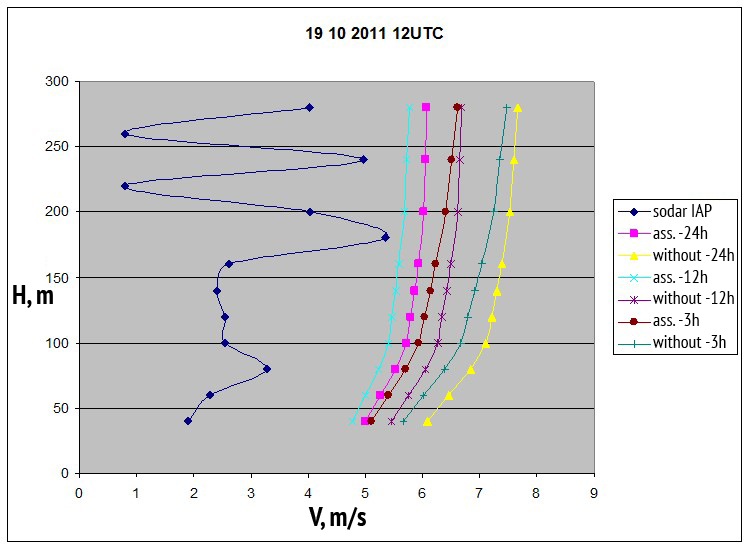 19 10 2011 12UTC
300
250
200
150
100
50
0
H, m
0 1 2 3 4 5 6 7 8 9
V, m/s
sodar IAP
ass. -24h
without -24h
ass. -12h
without -12h
ass. -3h
without -3h